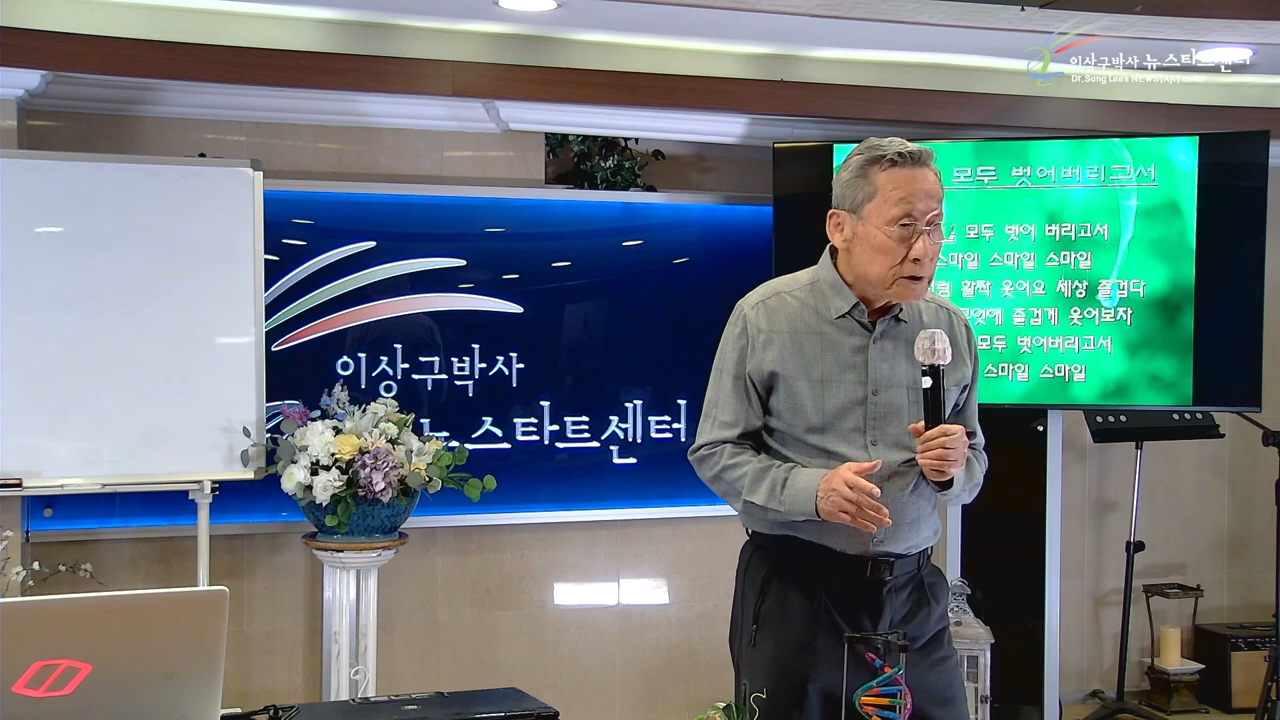 이상구박사 뉴스타트센터
Dr. Sang Lee's NEWSTART Center
모두 벗어버리고서
모두 벗어 버리고서
스마일 스마일 스마일
활짝 웃어요 세상 즐겁다
즐겁게 웃어보자
모두 벗어버리고서
스마일 스마일
이상구박사
뉴스타트센터